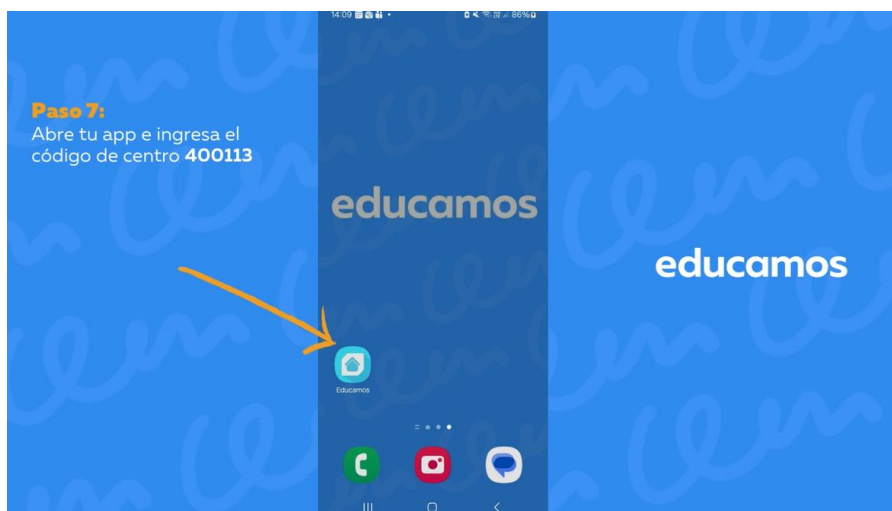 14:09
86%
Paso 7:
Abre tu app e ingresa el
código de centro 400113
educamos
educamos
Educamos